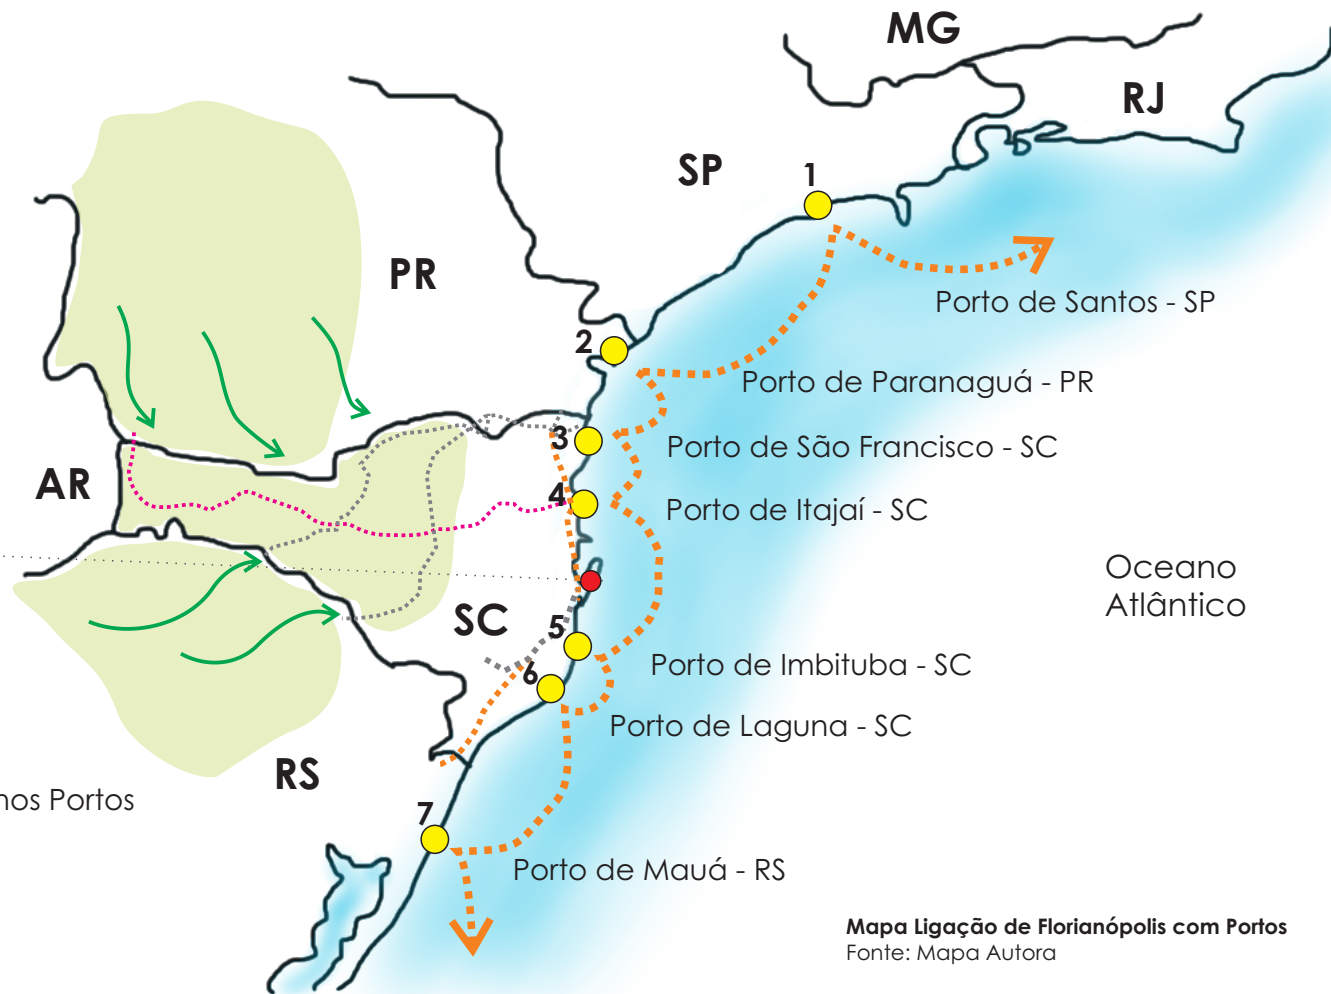 MG
RJ
SP
1
PR
Porto de Santos - SP
2
Porto de Paranaguá - PR
3
Porto de São Francisco - SC
AR
4
Porto de Itajaí - SC
Oceano
Atlântico
SC
5
Porto de Imbituba - SC
6
Porto de Laguna - SC
RS
nos Portos
7
Porto de Mauá - RS
Mapa Ligação de Florianópolis com Portos
Fonte: Mapa Autora